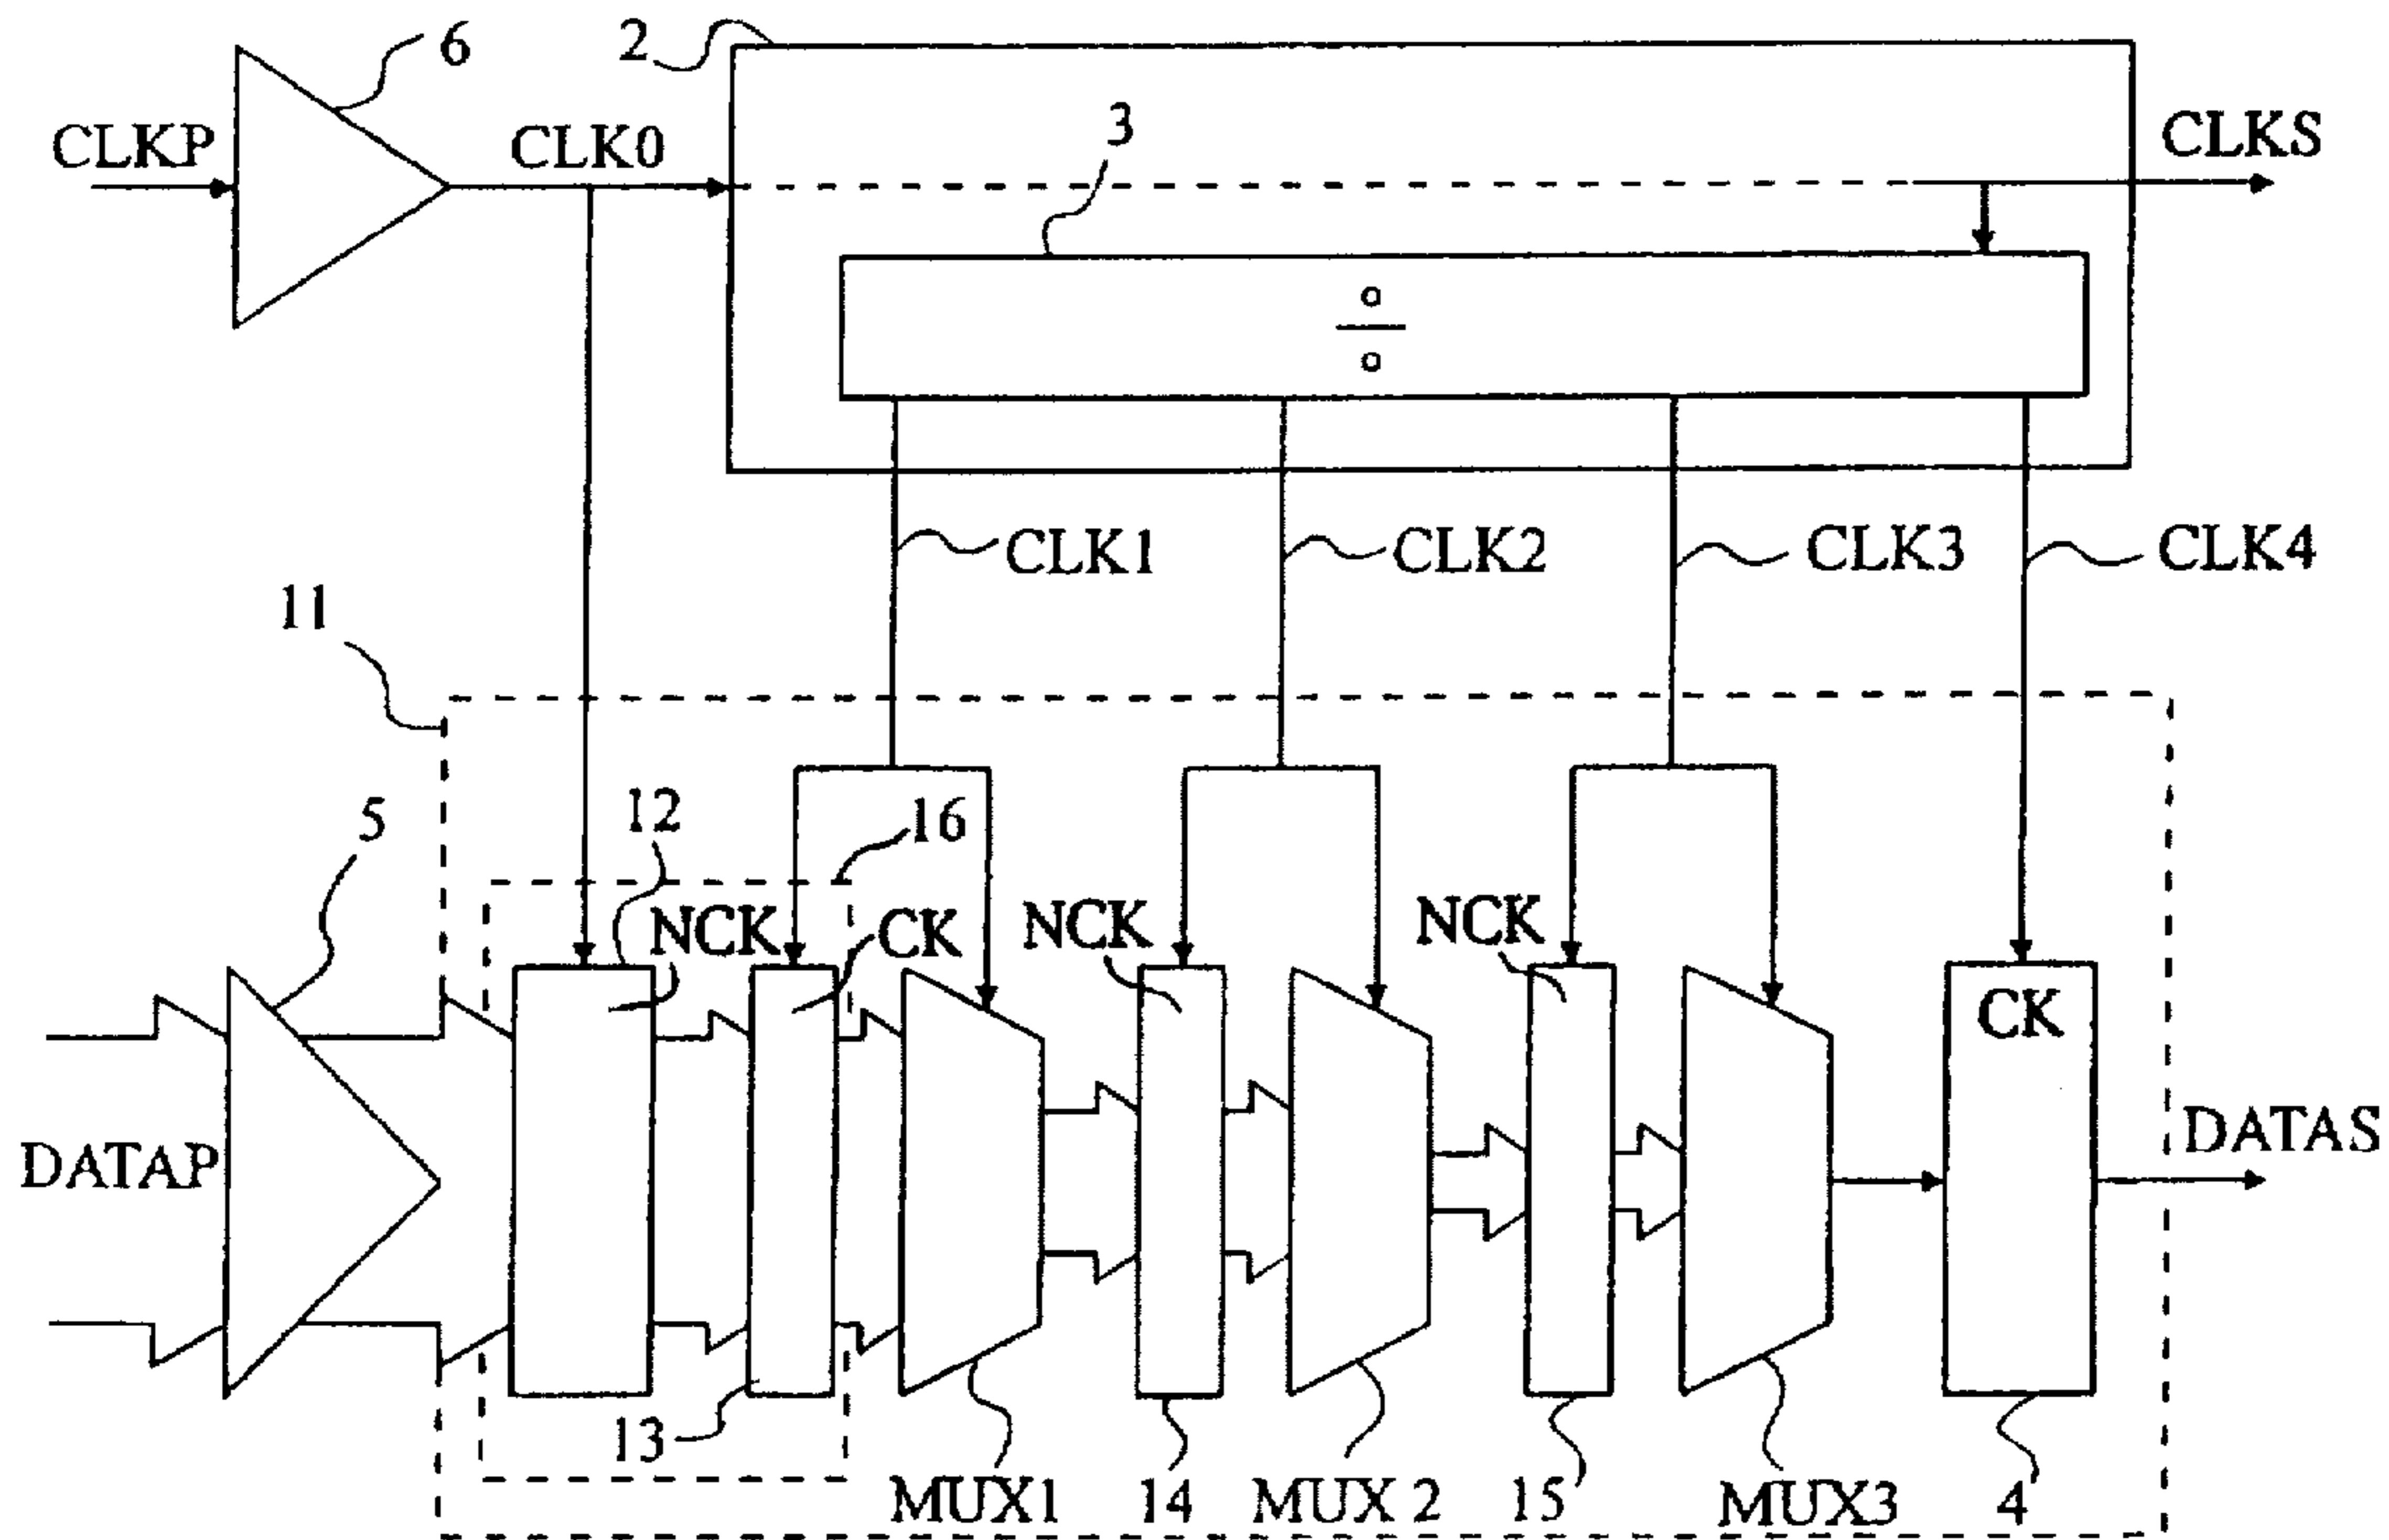 2
6
CLKP
CLK0
CLKS
3
÷
CLK1
CLK2
CLK3
CLK4
11
5
12
16
NCK
CK
NCK
NCK
CK
DATAP
DATAS
13
MUX1
14
MUX 2
15
MUX3
4